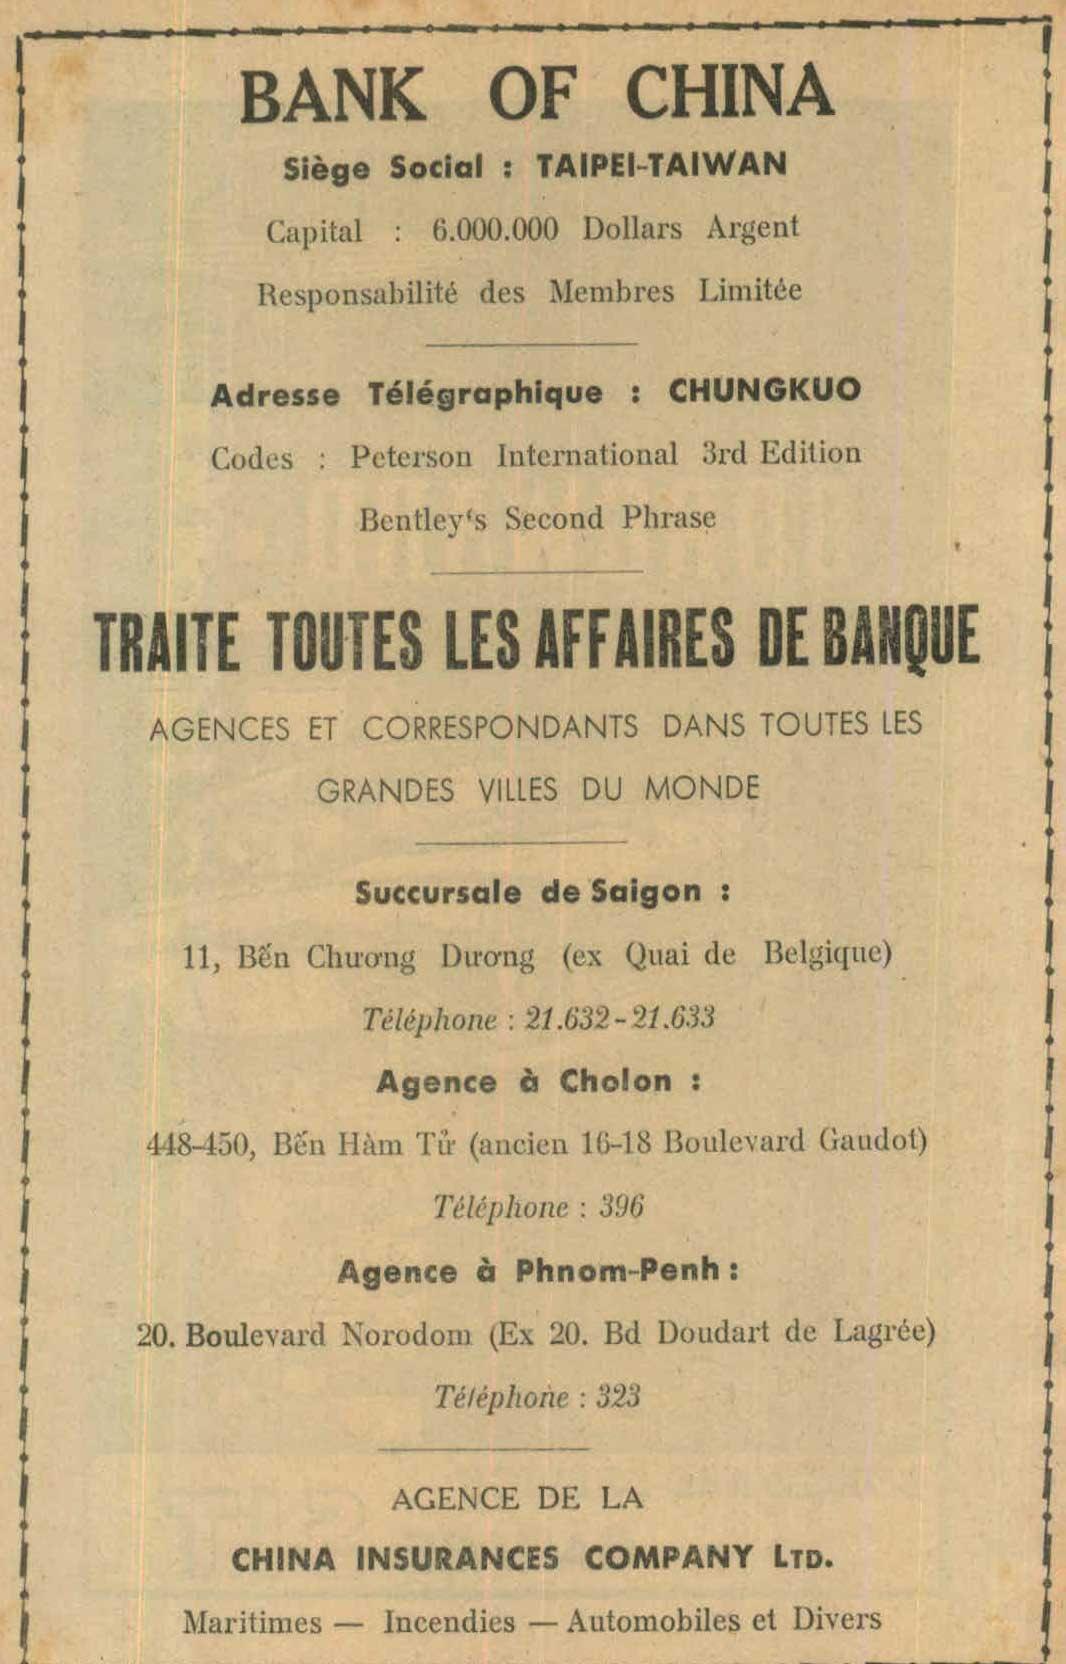 BANK OF CHINA
Siège Social : TAIPEI-TAIWAN
Capital : 6.000.000 Dollars Argent
Responsabilité des Membres Limitée
Adresse Télégraphique : CHUNGKUO
Codes : Peterson International 3rd Edition
Bentley‘s Second Phrase
TRAITE TOUTES LES AFFAIRES DE BANQUE
AGENCES ET CORRESPONDANTS DANS TOUTES LES
GRANDES VILLES DU MONDE
Succursale de Saigon :
11, Bến Chương Dương (ex Quai de Belgique)
Téléphone : 21.632-21.633
Agence à Cholon :
448-450, Bến Hàm Tử (ancien 16-18 Boulevard Gaudot)
Téléphone : 396
Agence à Phnom-Penh :
20. Boulevard Norodom (Ex 20. Bd Doudart de Lagrée)
Téléphone : 323
AGENCE DE LA
CHINA INSURANCES COMPANY LTD.
Maritimes — Incendies — Automobiles et Divers